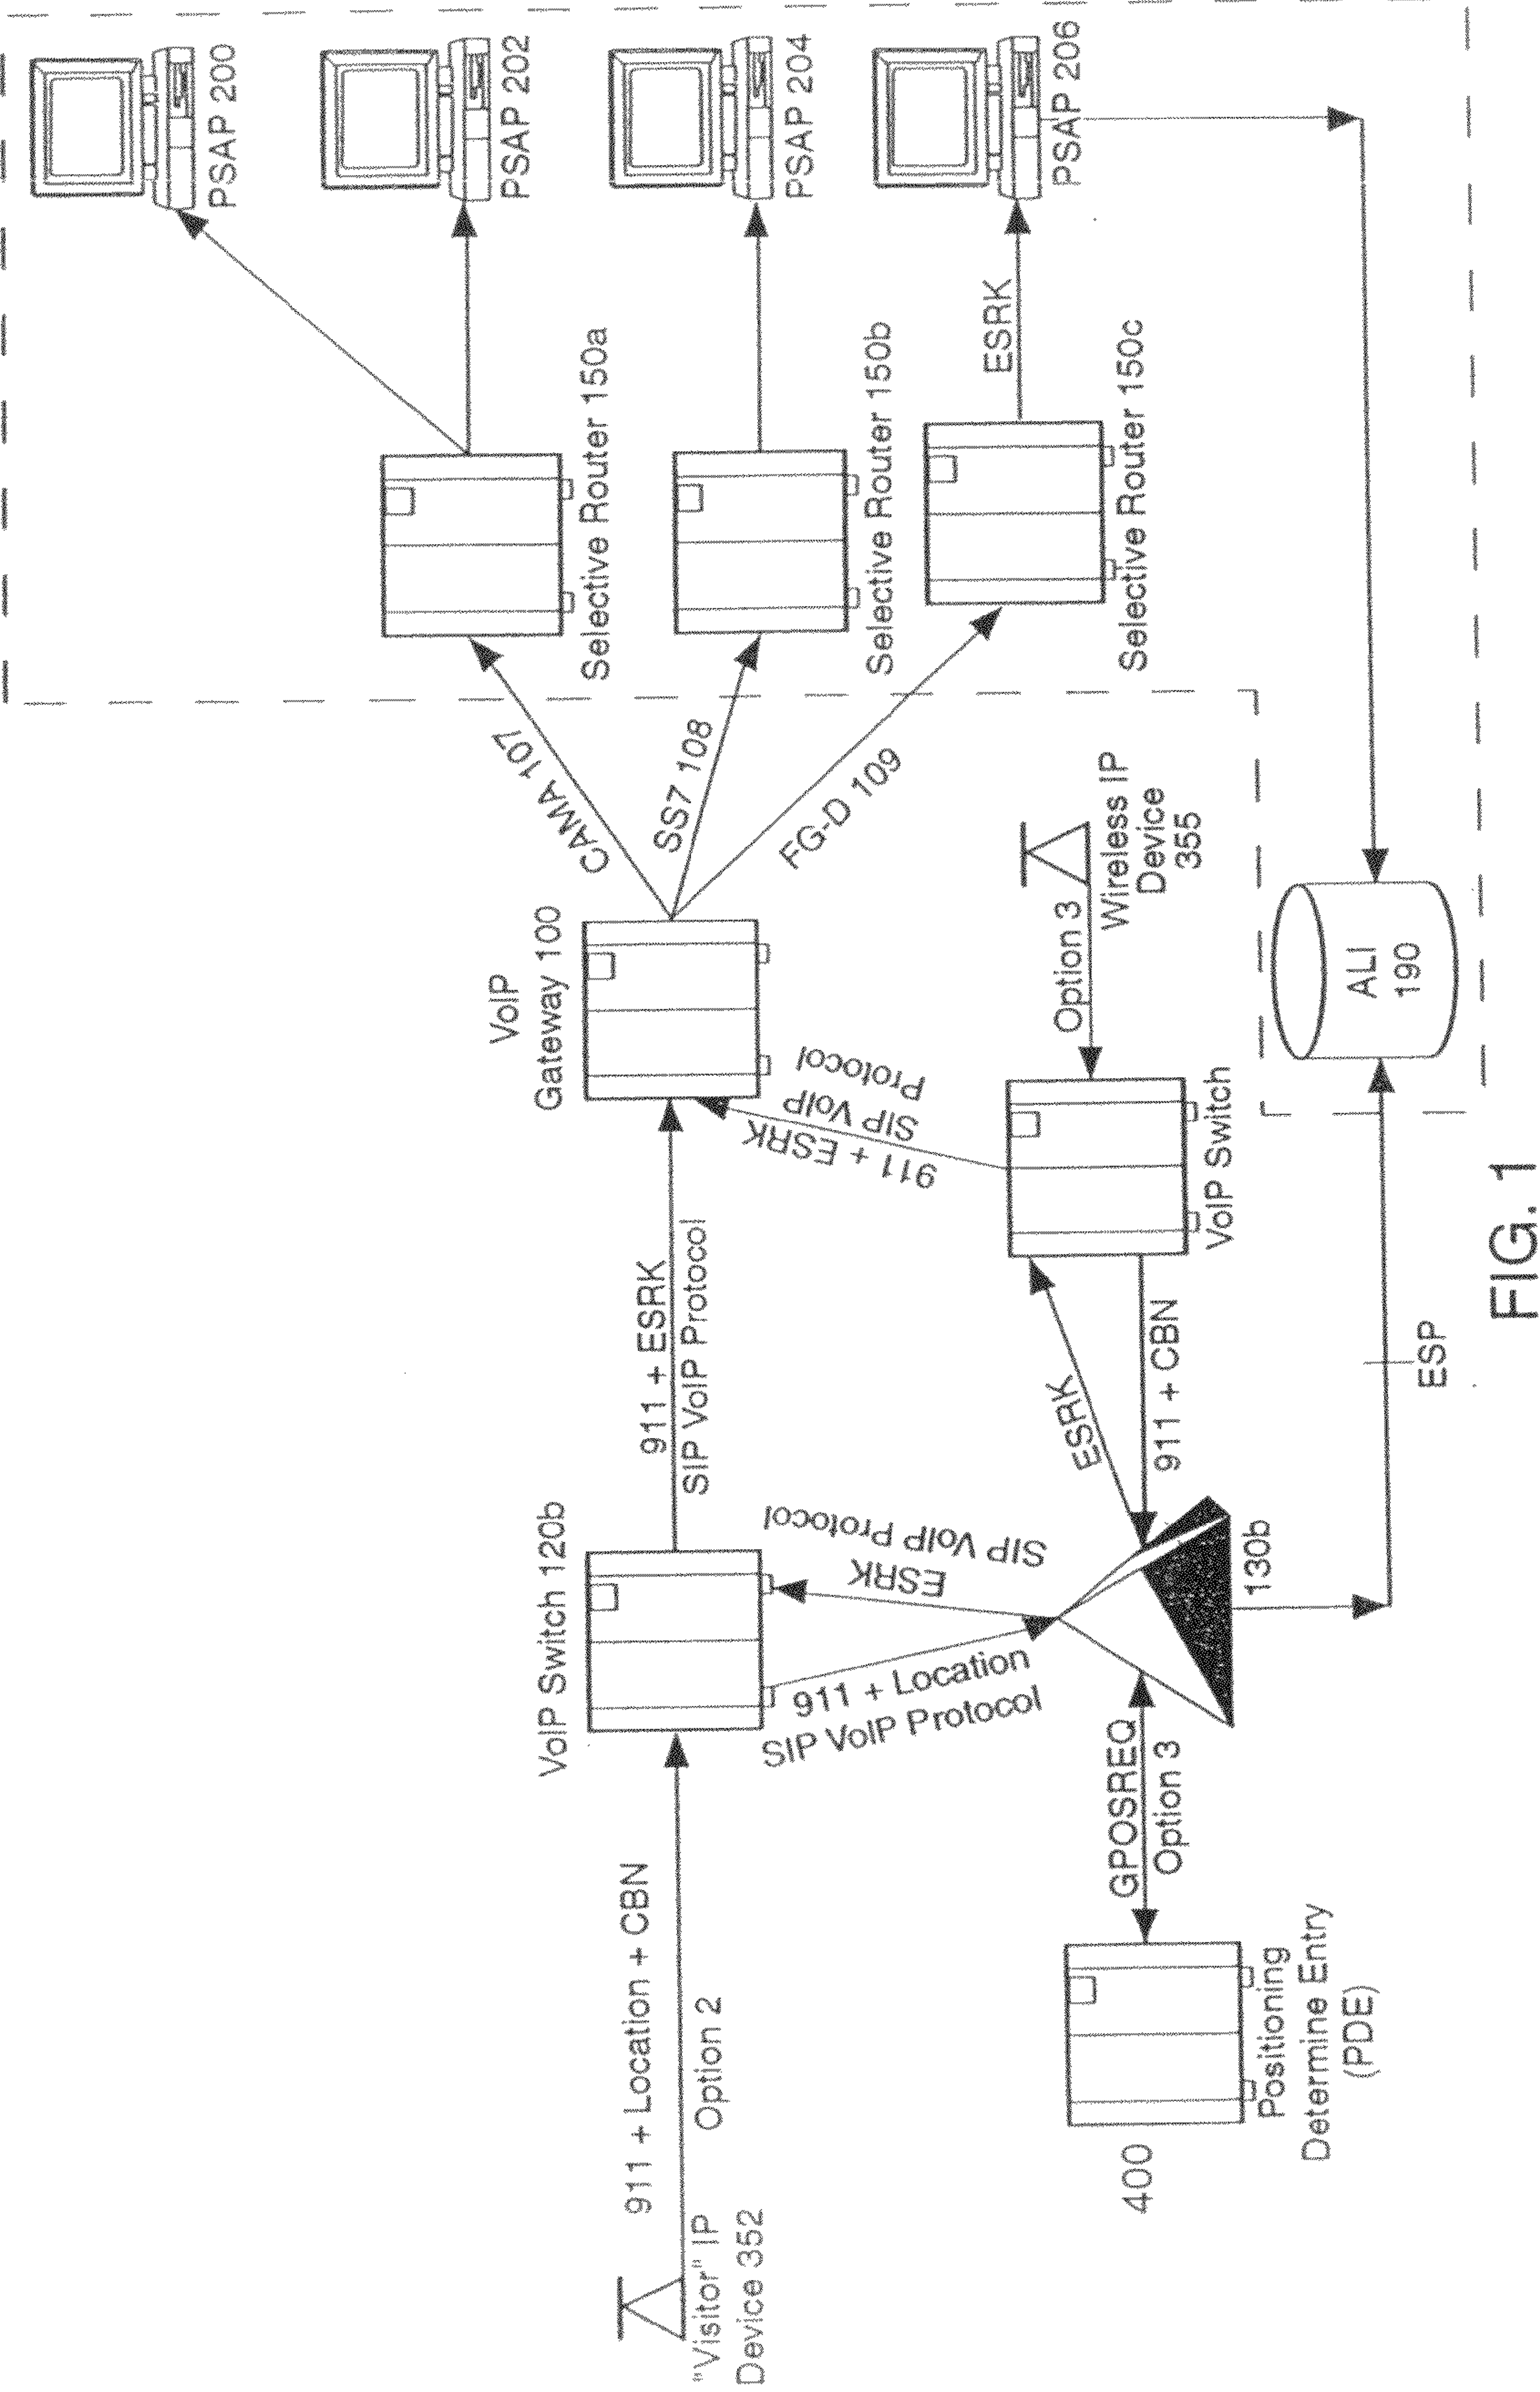 "Visitor" IP
Device 352
911 + Location + CBN
Option 2
VoIP Switch 120b
911 + ESRK
SIP VoIP Protocol
VoIP
Gateway 100
CAMA 107
SS7 108
FG-D 109
Selective Router 150a
Selective Router 150b
Selective Router 150c
ESRK
PSAP 200
PSAP 202
PSAP 204
PSAP 206
911 + Location
SIP VoIP Protocol
ESRK
SIP VoIP Protocol
911 + ESRK
SIP VoIP
Protocol
Option 3
Wireless IP
Device
355
VoIP Switch
ESRK
911 + CBN
130b
GPOSREQ
Option 3
400
Positioning
Determine Entry
(PDE)
ESP
ALI
190
FIG. 1